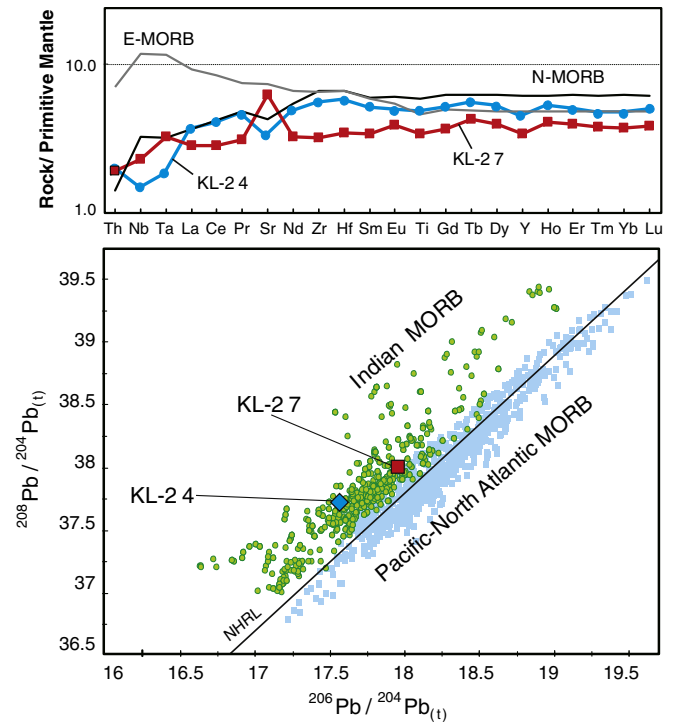 Rock/ Primitive Mantle
10.0
1.0
E-MORB
N-MORB
KL-2 4
KL-2 7
Th Nb Ta La Ce Pr Sr Nd Zr Hf Sm Eu Ti Gd Tb Dy Y Ho Er Tm Yb Lu
208Pb / 204Pb(t)
39.5
39
38.5
38
37.5
37
36.5
Indian MORB
KL-2 7
KL-2 4
Pacific-North Atlantic MORB
NHRL
16 16.5 17 17.5 18 18.5 19 19.5
206Pb / 204Pb(t)